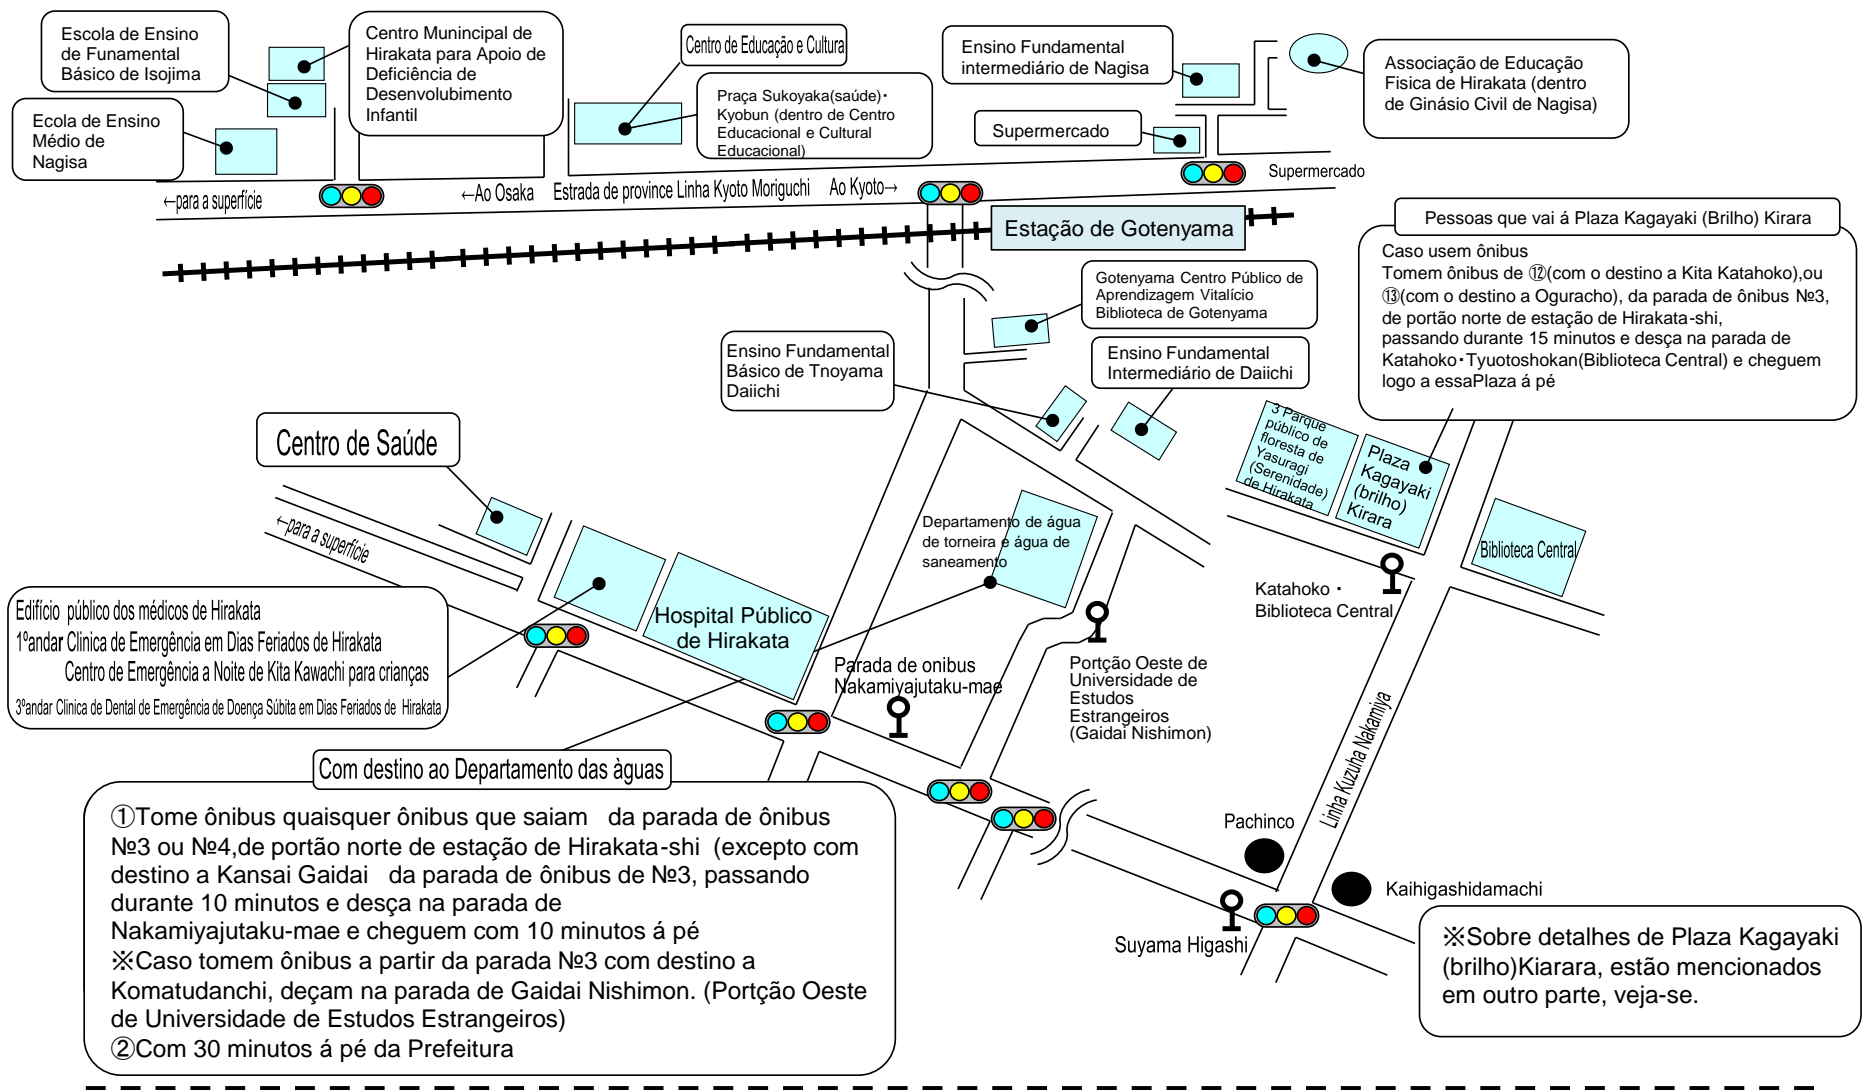 Escola de Ensino
de Funamental
Básico de Isojima
Centro Munincipal de
Hirakata para Apoio de
Deficiência de
Desenvolubimento
Infantil
Centro de Educação e Cultura
Ensino Fundamental
intermediário de Nagisa
Associação de Educação
Fisica de Hirakata (dentro
de Ginásio Civil de Nagisa)
Ecola de Ensino
Médio de
Nagisa
Praça Sukoyaka(saúde)・
Kyobun (dentro de Centro
Educacional e Cultural
Educacional)
Supermercado
Supermercado
←para a superfície
←Ao Osaka Estrada de province Linha Kyoto Moriguchi Ao Kyoto→
Estação de Gotenyama
Pessoas que vai á Plaza Kagayaki (Brilho) Kirara
Caso usem ônibus
Tomem ônibus de ⑫(com o destino a Kita Katahoko),ou
⑬(com o destino a Oguracho), da parada de ônibus №3,
de portão norte de estação de Hirakata-shi,
passando durante 15 minutos e desça na parada de
Katahoko・Tyuotoshokan(Biblioteca Central) e cheguem
logo a essaPlaza á pé
Gotenyama Centro Público de
Aprendizagem Vitalício
Biblioteca de Gotenyama
Ensino Fundamental
Básico de Tnoyama
Daiichi
Ensino Fundamental
Intermediário de Daiichi
Centro de Saúde
3 Parque
público de
floresta de
Yasuragi
(Serenidade)
de Hirakata
Plaza
Kagayaki
(brilho)
Kirara
Biblioteca Central
←para a superfície
Departamento de água
de torneira e água de
saneamento
Katahoko・
Biblioteca Central
Edifício público dos médicos de Hirakata
1ºandar Clinica de Emergência em Dias Feriados de Hirakata
Centro de Emergência a Noite de Kita Kawachi para crianças
3ºandar Clinica de Dental de Emergência de Doença Súbita em Dias Feriados de Hirakata
Hospital Público
de Hirakata
Parada de onibus
Nakamiyajutaku-mae
Portção Oeste de
Universidade de
Estudos
Estrangeiros
(Gaidai Nishimon)
Linha Kuzuha Nakamiya
Com destino ao Departamento das àguas
①Tome ônibus quaisquer ônibus que saiam da parada de ônibus
№3 ou №4,de portão norte de estação de Hirakata-shi (excepto com
destino a Kansai Gaidai da parada de ônibus de №3, passando
durante 10 minutos e desça na parada de
Nakamiyajutaku-mae e cheguem com 10 minutos á pé
※Caso tomem ônibus a partir da parada №3 com destino a
Komatudanchi, deçam na parada de Gaidai Nishimon. (Portção Oeste
de Universidade de Estudos Estrangeiros)
②Com 30 minutos á pé da Prefeitura
Pachinco
Kaihigashidamachi
Suyama Higashi
※Sobre detalhes de Plaza Kagayaki
(brilho)Kiarara, estão mencionados
em outro parte, veja-se.